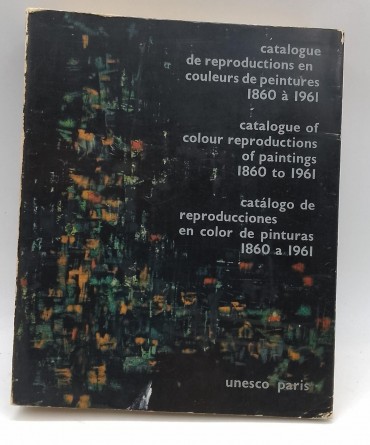 catalogue
de reproductions en
couleurs de peintures
1860 à 1961
catalogue of
colour reproductions
of paintings
1860 to 1961
catálogo de
reproducciones
en color de pinturas
1860 a 1961
unesco paris